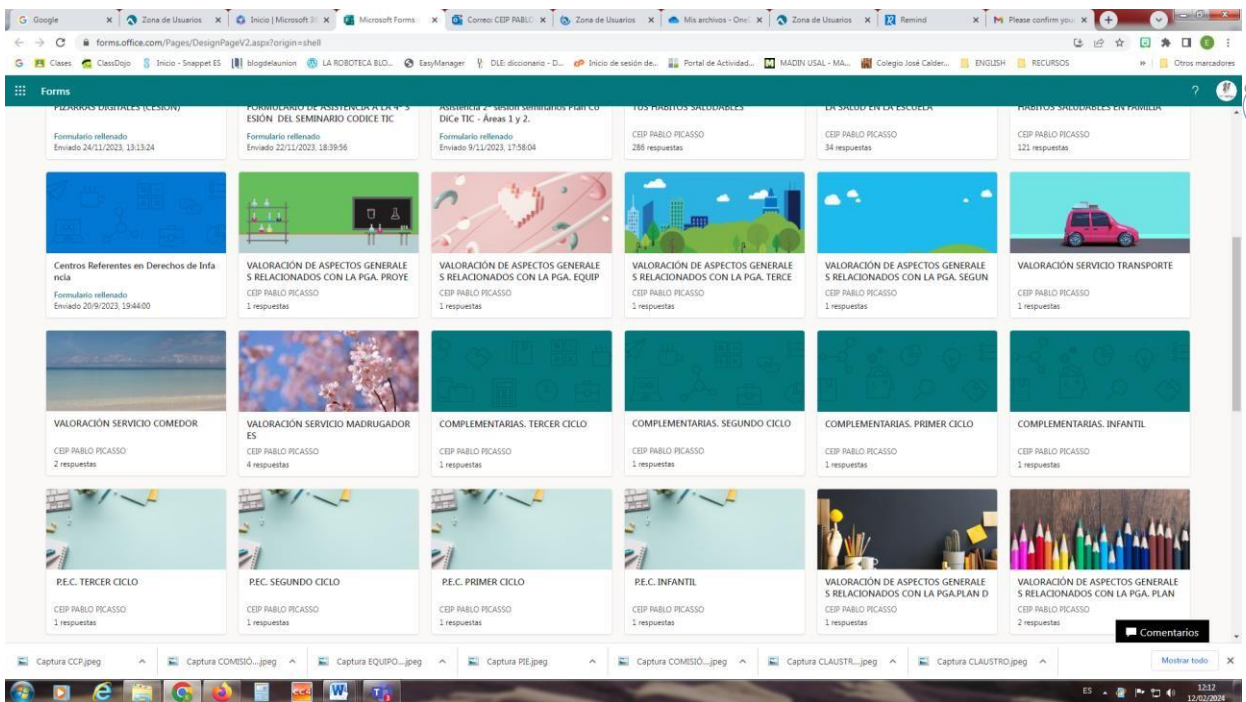 Google
Zona de Usuarios
Inicio | Microsoft 3
Microsoft Forms
Correo: CEIP PABLO
Zona de Usuarios
Mis archivos - One
Zona de Usuarios
Remind
Please confirm you
forms.office.com/Pages/DesignPageV2.aspx?origin=shell
Clases
ClassDojo
Inicio - Snappet ES
blogdelaunion
LA ROBOTECA BLO...
EasyManager
DLE: diccionario - D...
Inicio de sesión de...
Portal de Actividad...
MADIN USAL - MA...
Colegio José Calder...
ENGLISH
RECURSOS
»
Otros marcadores
Forms
?
PIZARRAS DIGITALES (CESIÓN)
Formulario rellenado
Enviado 24/11/2023, 13:13:24
FORMULARIO DE ASISTENCIA A LA 4ª S
ESIÓN DEL SEMINARIO CODICE TIC
Formulario rellenado
Enviado 22/11/2023, 18:39:56
Asistencia 2ª sesión seminarios Plan Co
DiCe TIC - Áreas 1 y 2.
Formulario rellenado
Enviado 9/11/2023, 17:58:04
TUS HÁBITOS SALUDABLES
CEIP PABLO PICASSO
286 respuestas
LA SALUD EN LA ESCUELA
CEIP PABLO PICASSO
34 respuestas
HÁBITOS SALUDABLES EN FAMILIA
CEIP PABLO PICASSO
121 respuestas
Centros Referentes en Derechos de Infa
ncia
Formulario rellenado
Enviado 20/9/2023, 19:44:00
VALORACIÓN DE ASPECTOS GENERALE
S RELACIONADOS CON LA PGA. PROYE
CEIP PABLO PICASSO
1 respuestas
VALORACIÓN DE ASPECTOS GENERALE
S RELACIONADOS CON LA PGA. EQUIP
CEIP PABLO PICASSO
1 respuestas
VALORACIÓN DE ASPECTOS GENERALE
S RELACIONADOS CON LA PGA. TERCE
CEIP PABLO PICASSO
1 respuestas
VALORACIÓN DE ASPECTOS GENERALE
S RELACIONADOS CON LA PGA. SEGUN
CEIP PABLO PICASSO
1 respuestas
VALORACIÓN SERVICIO TRANSPORTE
CEIP PABLO PICASSO
1 respuestas
VALORACIÓN SERVICIO COMEDOR
CEIP PABLO PICASSO
2 respuestas
VALORACIÓN SERVICIO MADRUGADOR
ES
CEIP PABLO PICASSO
4 respuestas
COMPLEMENTARIAS. TERCER CICLO
CEIP PABLO PICASSO
1 respuestas
COMPLEMENTARIAS. SEGUNDO CICLO
CEIP PABLO PICASSO
1 respuestas
COMPLEMENTARIAS. PRIMER CICLO
CEIP PABLO PICASSO
1 respuestas
COMPLEMENTARIAS. INFANTIL
CEIP PABLO PICASSO
1 respuestas
P.E.C. TERCER CICLO
CEIP PABLO PICASSO
1 respuestas
P.EC. SEGUNDO CICLO
CEIP PABLO PICASSO
1 respuestas
P.E.C. PRIMER CICLO
CEIP PABLO PICASSO
1 respuestas
P.E.C. INFANTIL
CEIP PABLO PICASSO
1 respuestas
VALORACIÓN DE ASPECTOS GENERALE
S RELACIONADOS CON LA PGA.PLAN D
CEIP PABLO PICASSO
1 respuestas
VALORACIÓN DE ASPECTOS GENERALE
S RELACIONADOS CON LA PGA. PLAN
CEIP PABLO PICASSO
2 respuestas
Comentarios
Captura CCP.jpeg
Captura COMISIÓ....jpeg
Captura EQUIPO....jpeg
Captura PIE.jpeg
Captura COMISIÓ....jpeg
Captura CLAUSTR....jpeg
Captura CLAUSTRO.jpeg
Mostrar todo
ES
12:12
12/02/2024